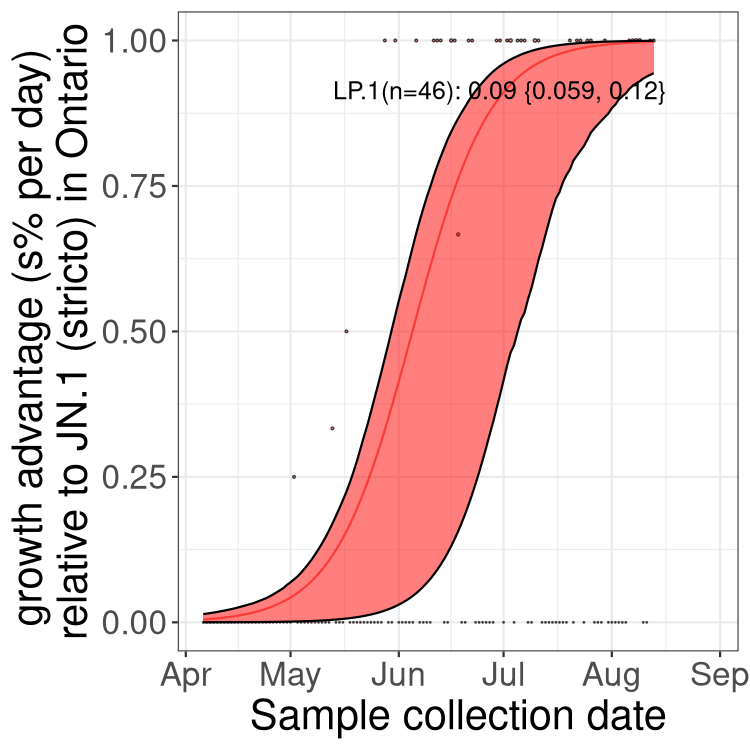 growth advantage (s% per day)
relative to JN.1 (stricto) in Ontario
1.00
0.75
0.50
0.25
0.00
LP.1(n=46): 0.09 {0.059, 0.12}
Apr May Jun Jul Aug Sep
Sample collection date